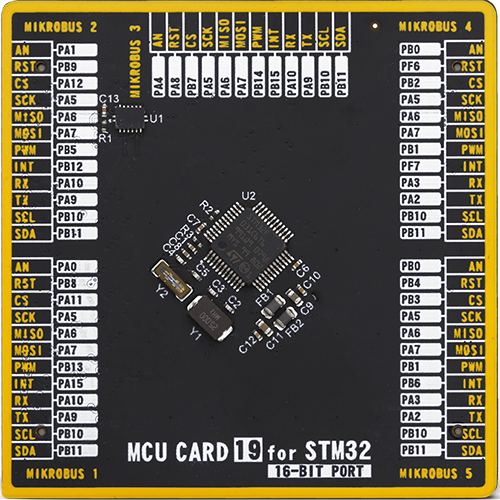 MIKROBUS 2
AN PA1
RST PB9
CS PA12
SCK PA5
MISO PA6
MOSI PA7
PWM PB5
INT PB12
RX PA10
TX PA9
SCL PB10
SDA PB11
MIKROBUS 3
AN PA4
RST PA8
CS PB7
SCK PA5
MISO PA6
MOSI PA7
PWM PB14
INT PB15
RX PA10
TX PA9
SCL PB10
SDA PB11
MIKROBUS 4
PB0 AN
PF6 RST
PB2 CS
PA5 SCK
PA6 MISO
PA7 MOSI
PB1 PWM
PF7 INT
PA3 RX
PA2 TX
PB10 SCL
PB11 SDA
C13
U1
R1
U2
R2
C5
C3
C2
Y2
Y1
C6
C10
FB1
C9
FB2
C11
C12
AN PA0
RST PB8
CS PA11
SCK PA5
MISO PA6
MOSI PA7
PWM PB13
INT PA15
RX PA10
TX PA9
SCL PB10
SDA PB11
MIKROBUS 1
PB0 AN
PB4 RST
PB3 CS
PA5 SCK
PA6 MISO
PA7 MOSI
PB1 PWM
PB6 INT
PA3 RX
PA2 TX
PB10 SCL
PB11 SDA
MIKROBUS 5
MCU CARD 19 for STM32
16-BIT PORT